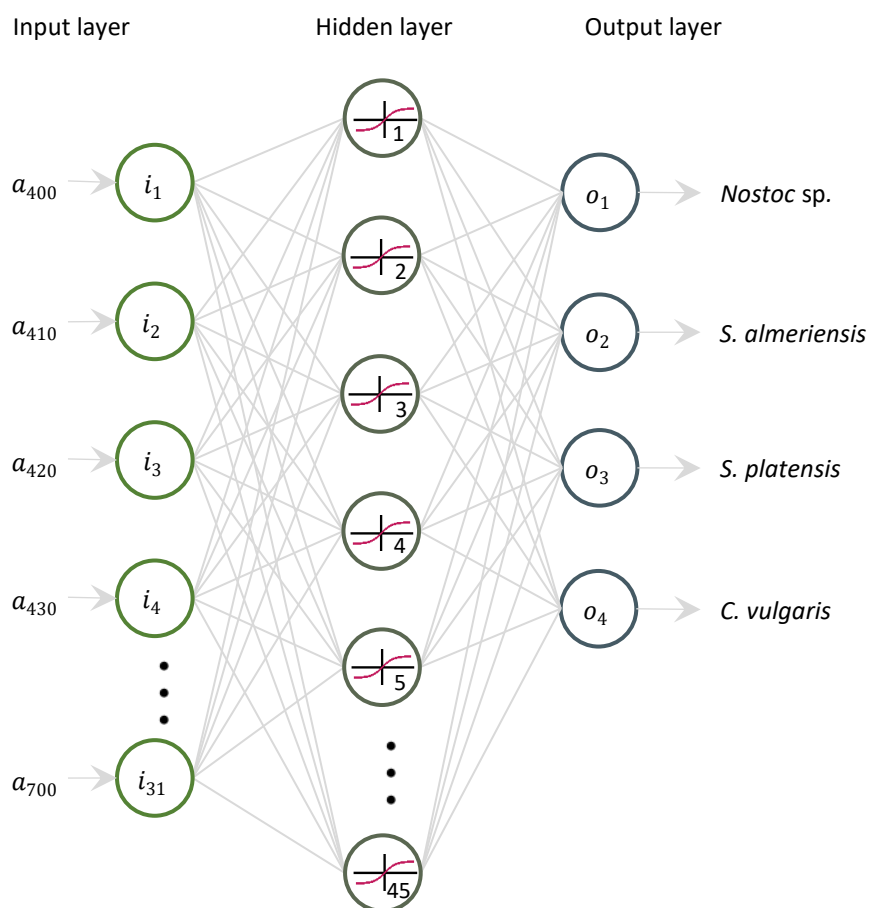 Input layer
Hidden layer
Output layer
a400
i1
1
o1
Nostoc sp.
a410
i2
2
o2
S. almeriensis
a420
i3
3
o3
S. platensis
a430
i4
4
o4
C. vulgaris
5
a700
i31
45